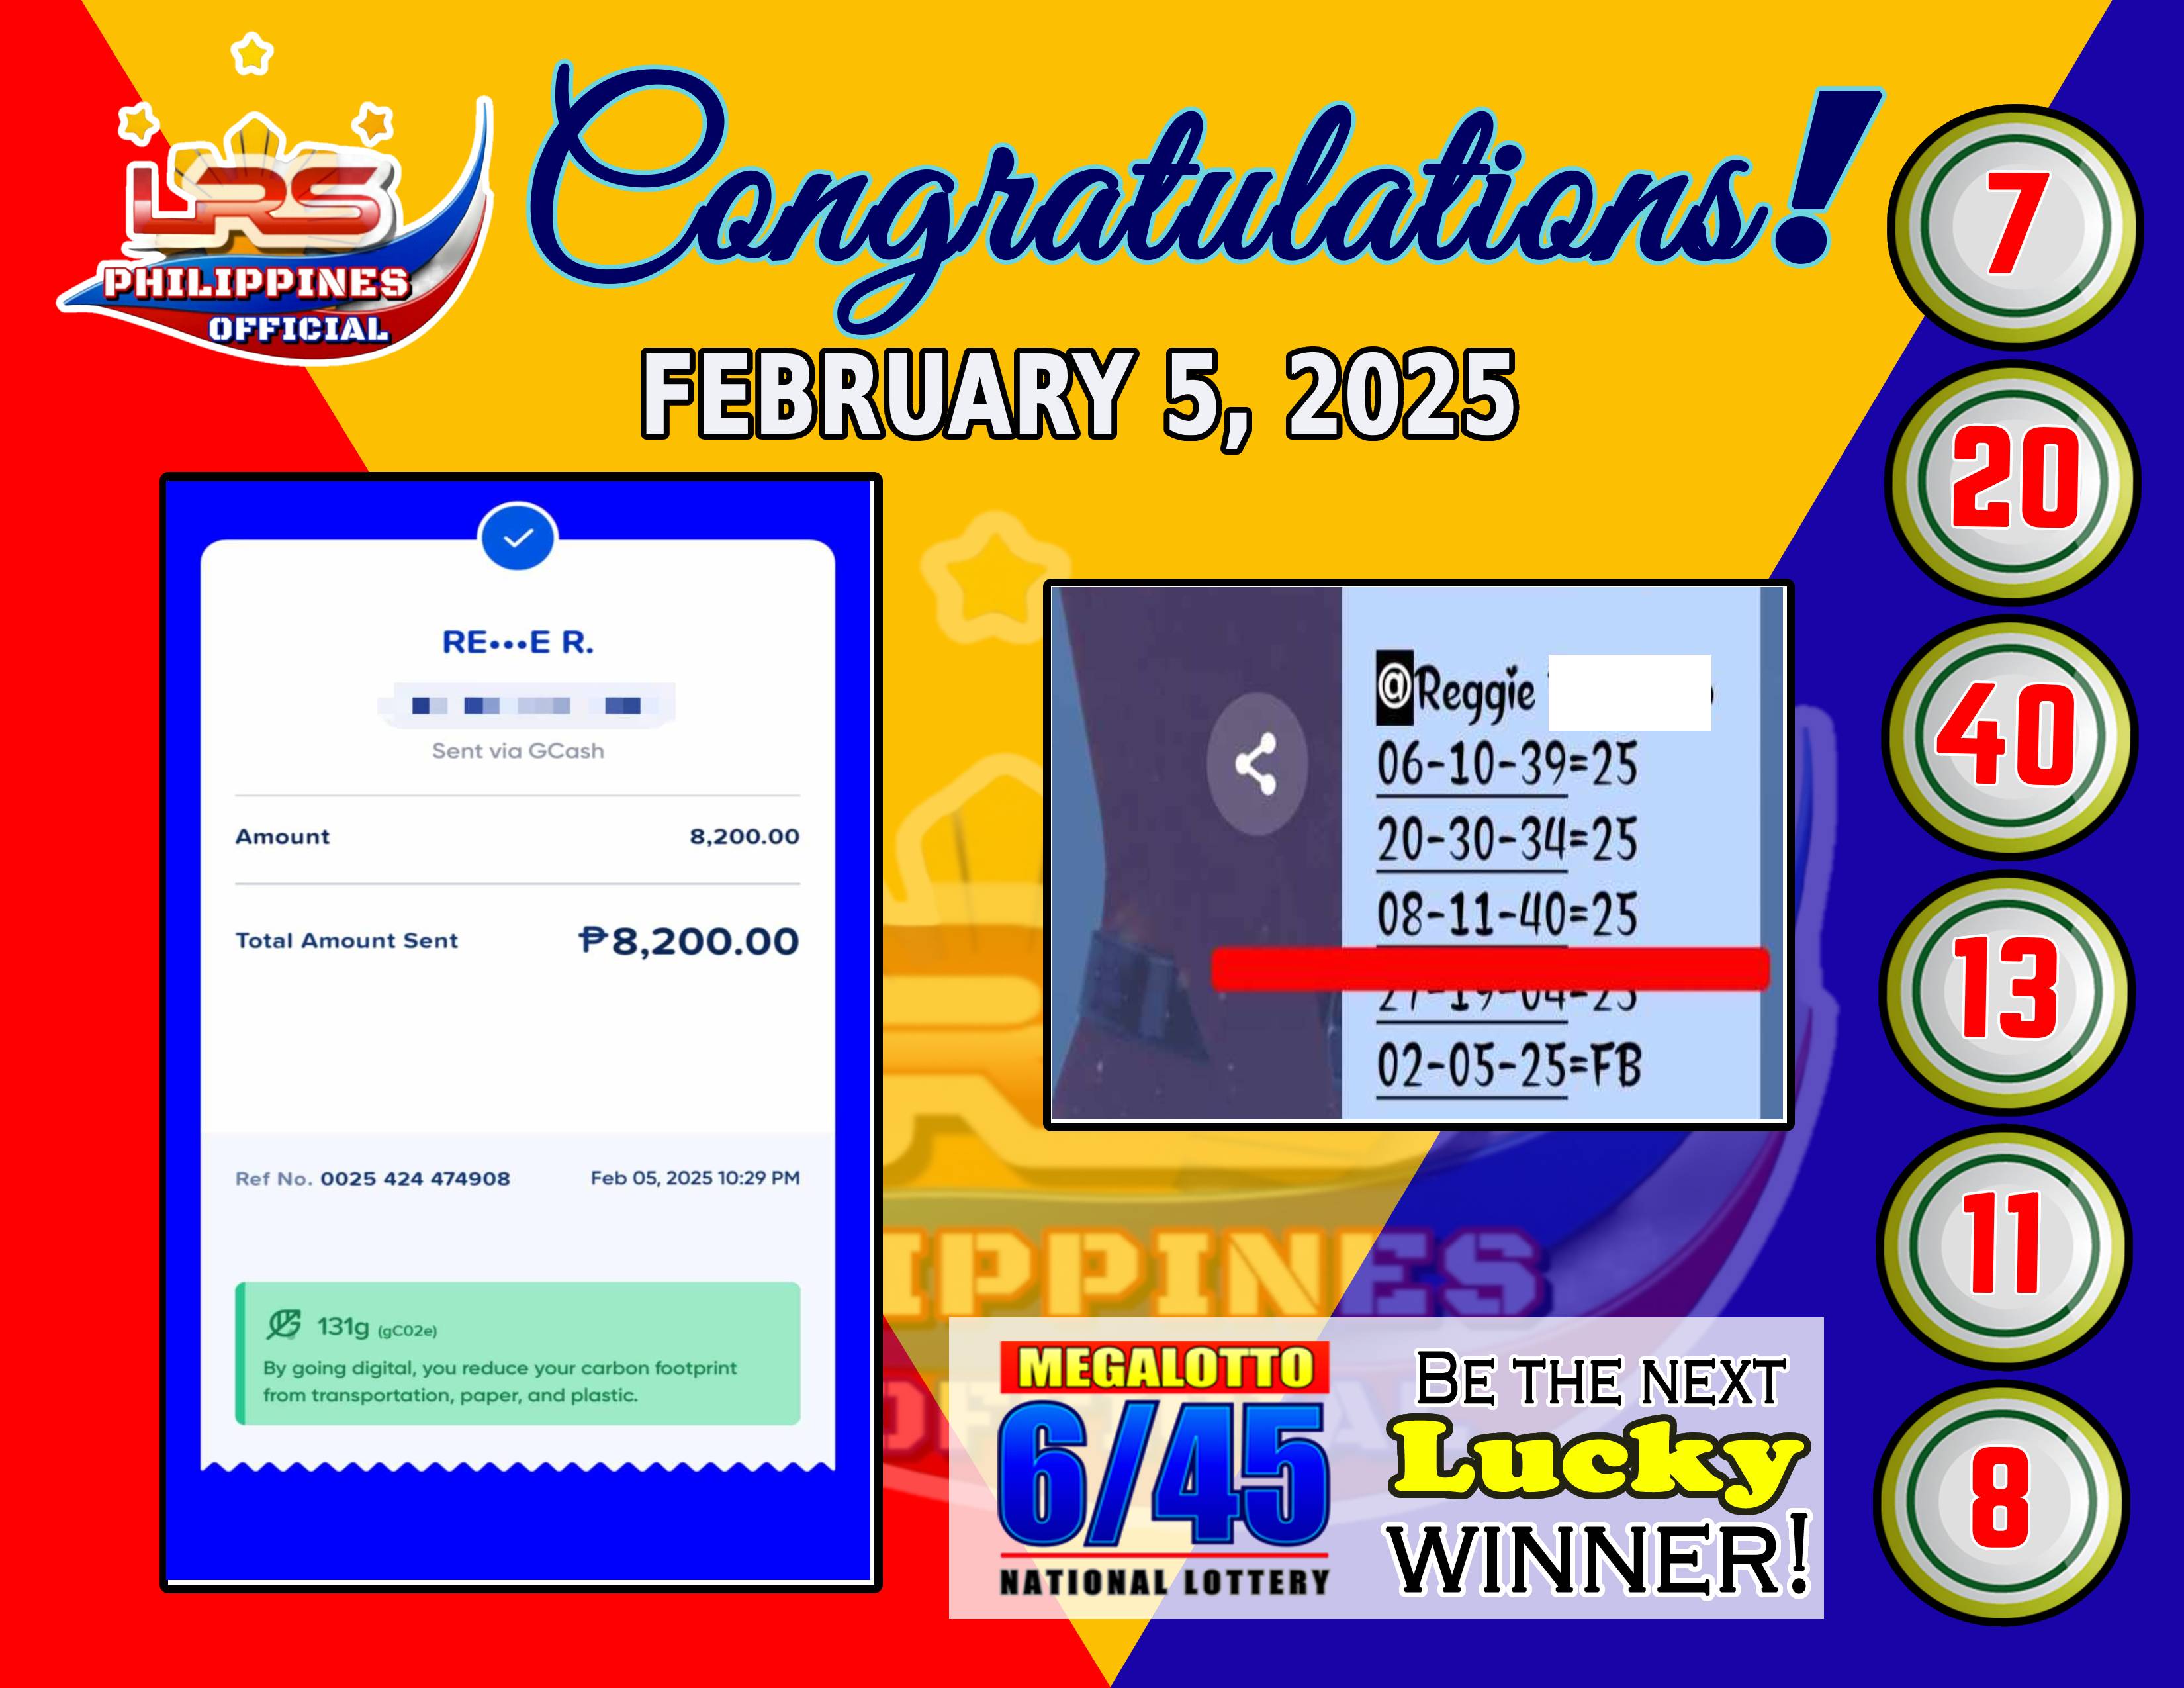 LRS
PHILIPPINES
OFFICIAL
Congratulations!
FEBRUARY 5, 2025
RE•••E R.
Sent via GCash
Amount 8,200.00
Total Amount Sent ₱8,200.00
Ref No. 0025 424 474908 Feb 05, 2025 10:29 PM
131g (gCO2e)
By going digital, you reduce your carbon footprint
from transportation, paper, and plastic.
@Reggie
06-10-39=25
20-30-34=25
08-11-40=25
27-19-04=25
02-05-25=FB
MEGALOTTO
6/45
NATIONAL LOTTERY
BE THE NEXT
Lucky
WINNER!
7
20
40
13
11
8